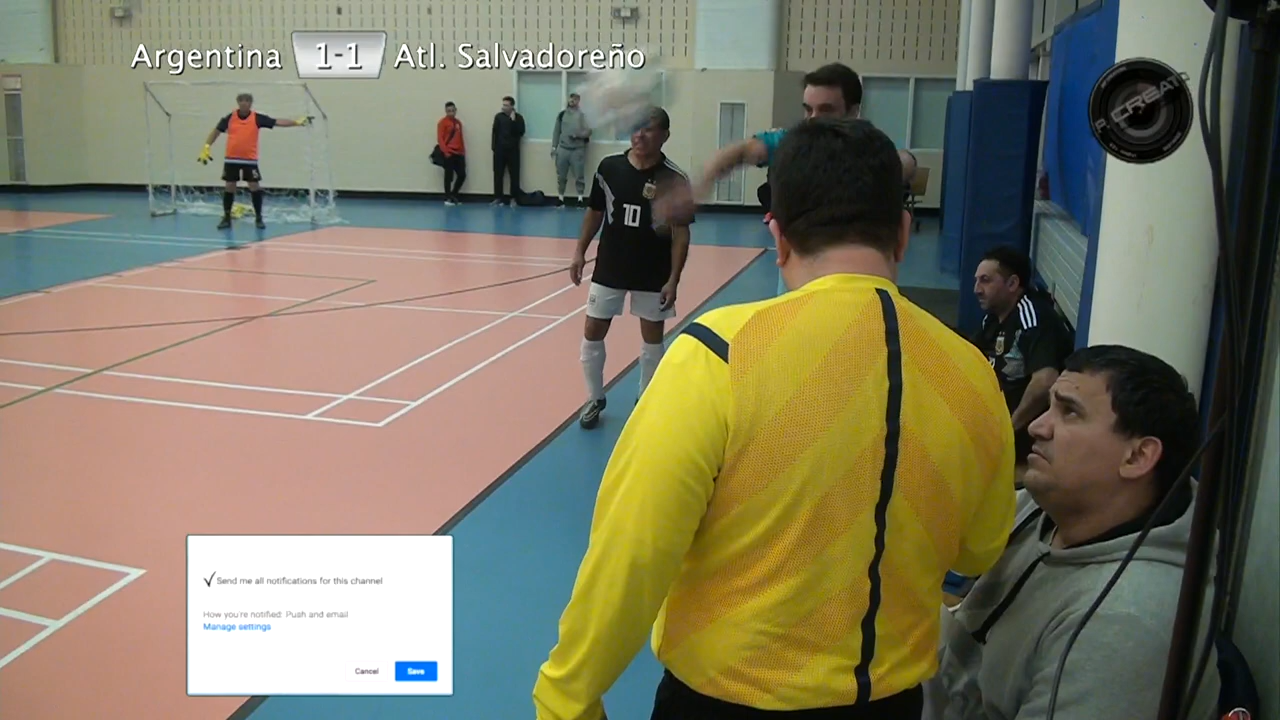 Argentina 1-1 Atl. Salvadoreño
P. CREATIO
10
✓Send me all notifications for this channel
How you're notified: Push and email
Manage settings
Cancel Save